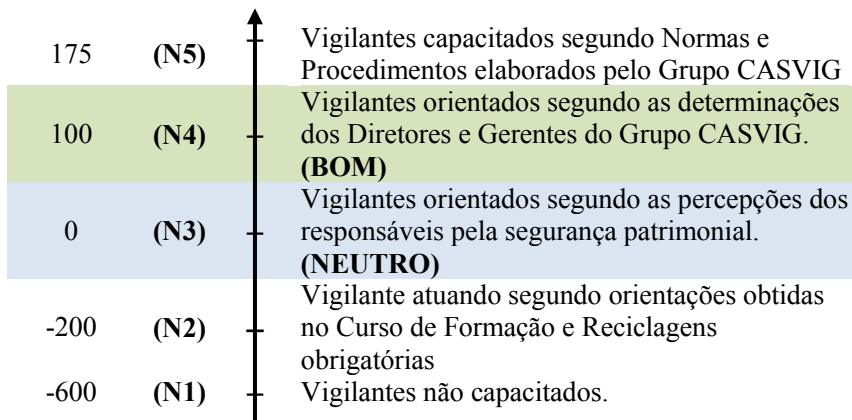 175 (N5) Vigilantes capacitados segundo Normas e
Procedimentos elaborados pelo Grupo CASVIG
Vigilantes orientados segundo as determinações
100 (N4) dos Diretores e Gerentes do Grupo CASVIG.
(BOM)
Vigilantes orientados segundo as percepções dos
0 (N3) responsáveis pela segurança patrimonial.
(NEUTRO)
Vigilante atuando segundo orientações obtidas
-200 (N2) no Curso de Formação e Reciclagens
obrigatórias
-600 (N1) Vigilantes não capacitados.